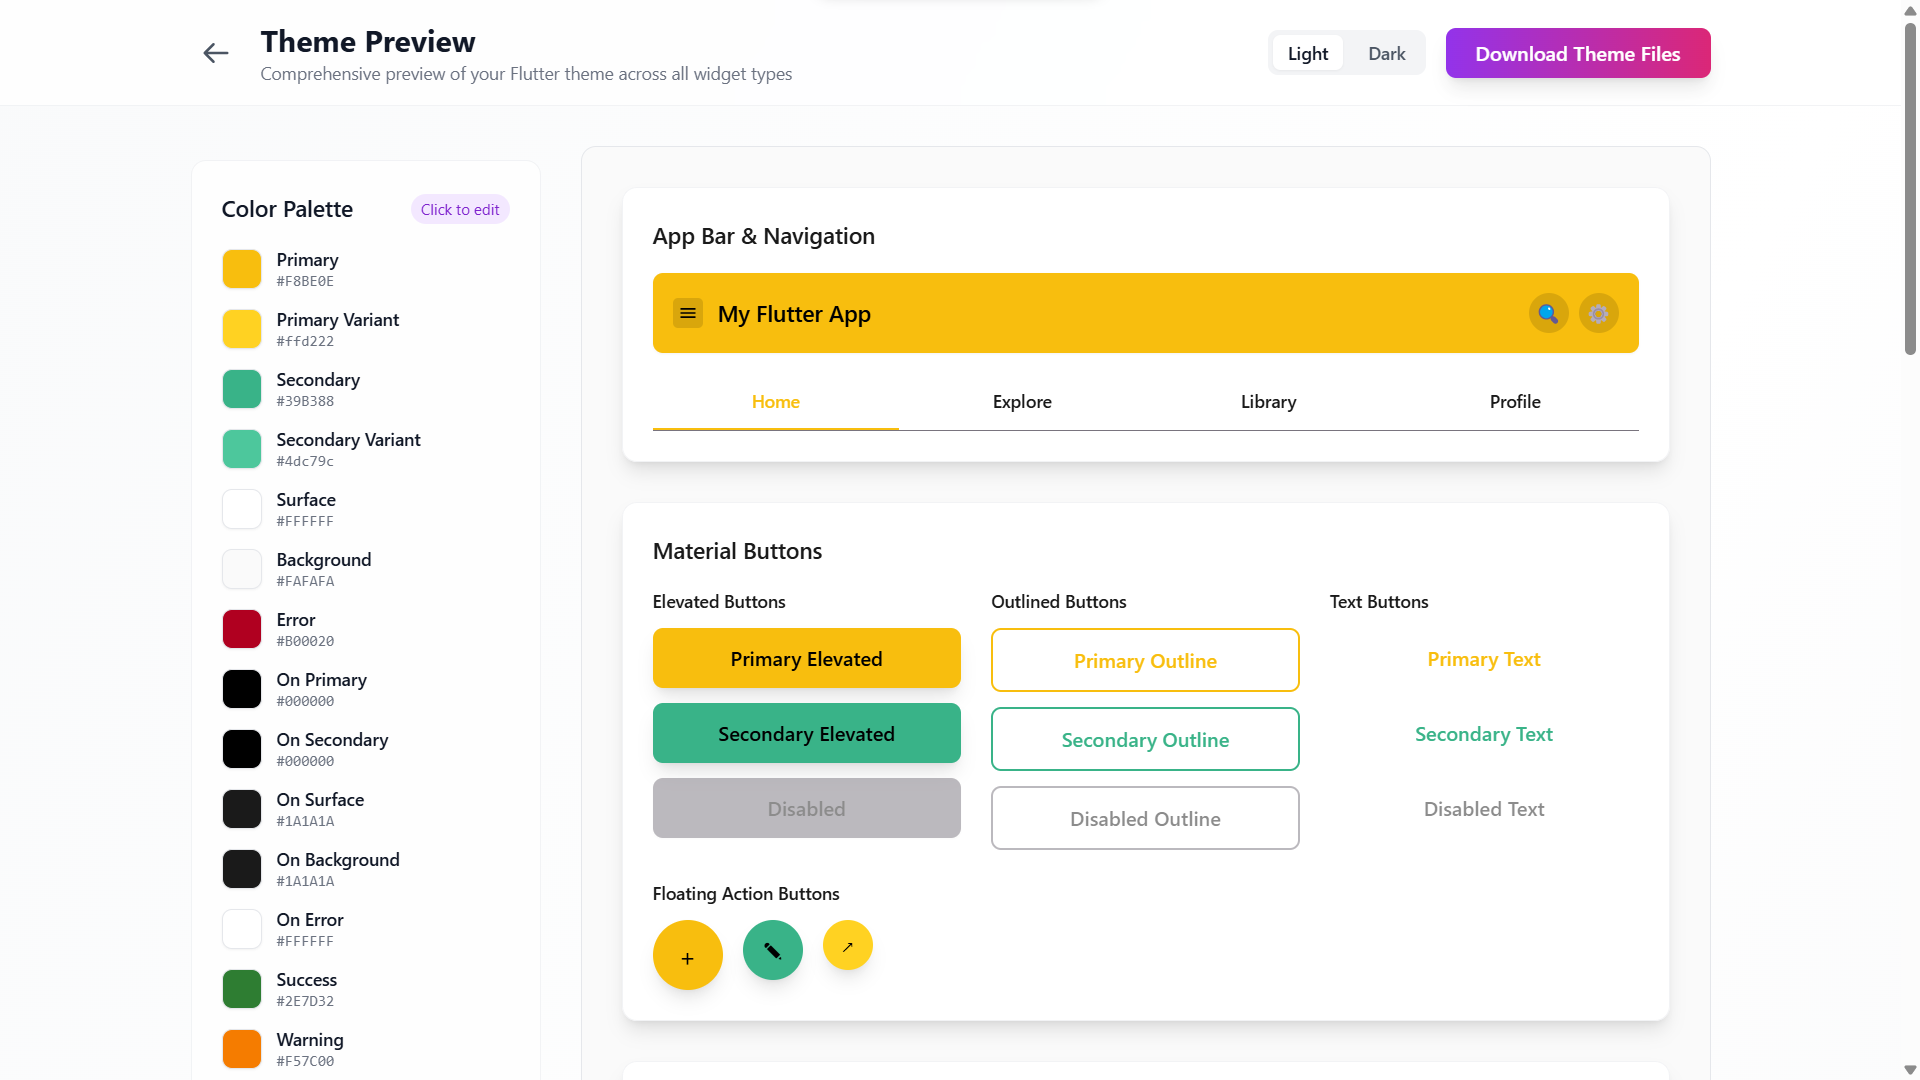 Theme Preview
Comprehensive preview of your Flutter theme across all widget types
Light
Dark
Download Theme Files
Color Palette
Click to edit
Primary
#F8BE0E
Primary Variant
#ffd222
Secondary
#39B388
Secondary Variant
#4dc79c
Surface
#FFFFFF
Background
#FAFAFA
Error
#B00020
On Primary
#000000
On Secondary
#000000
On Surface
#1A1A1A
On Background
#1A1A1A
On Error
#FFFFFF
Success
#2E7D32
Warning
#F57C00
App Bar & Navigation
My Flutter App
Home
Explore
Library
Profile
Material Buttons
Elevated Buttons
Primary Elevated
Secondary Elevated
Disabled
Outlined Buttons
Primary Outline
Secondary Outline
Disabled Outline
Text Buttons
Primary Text
Secondary Text
Disabled Text
Floating Action Buttons